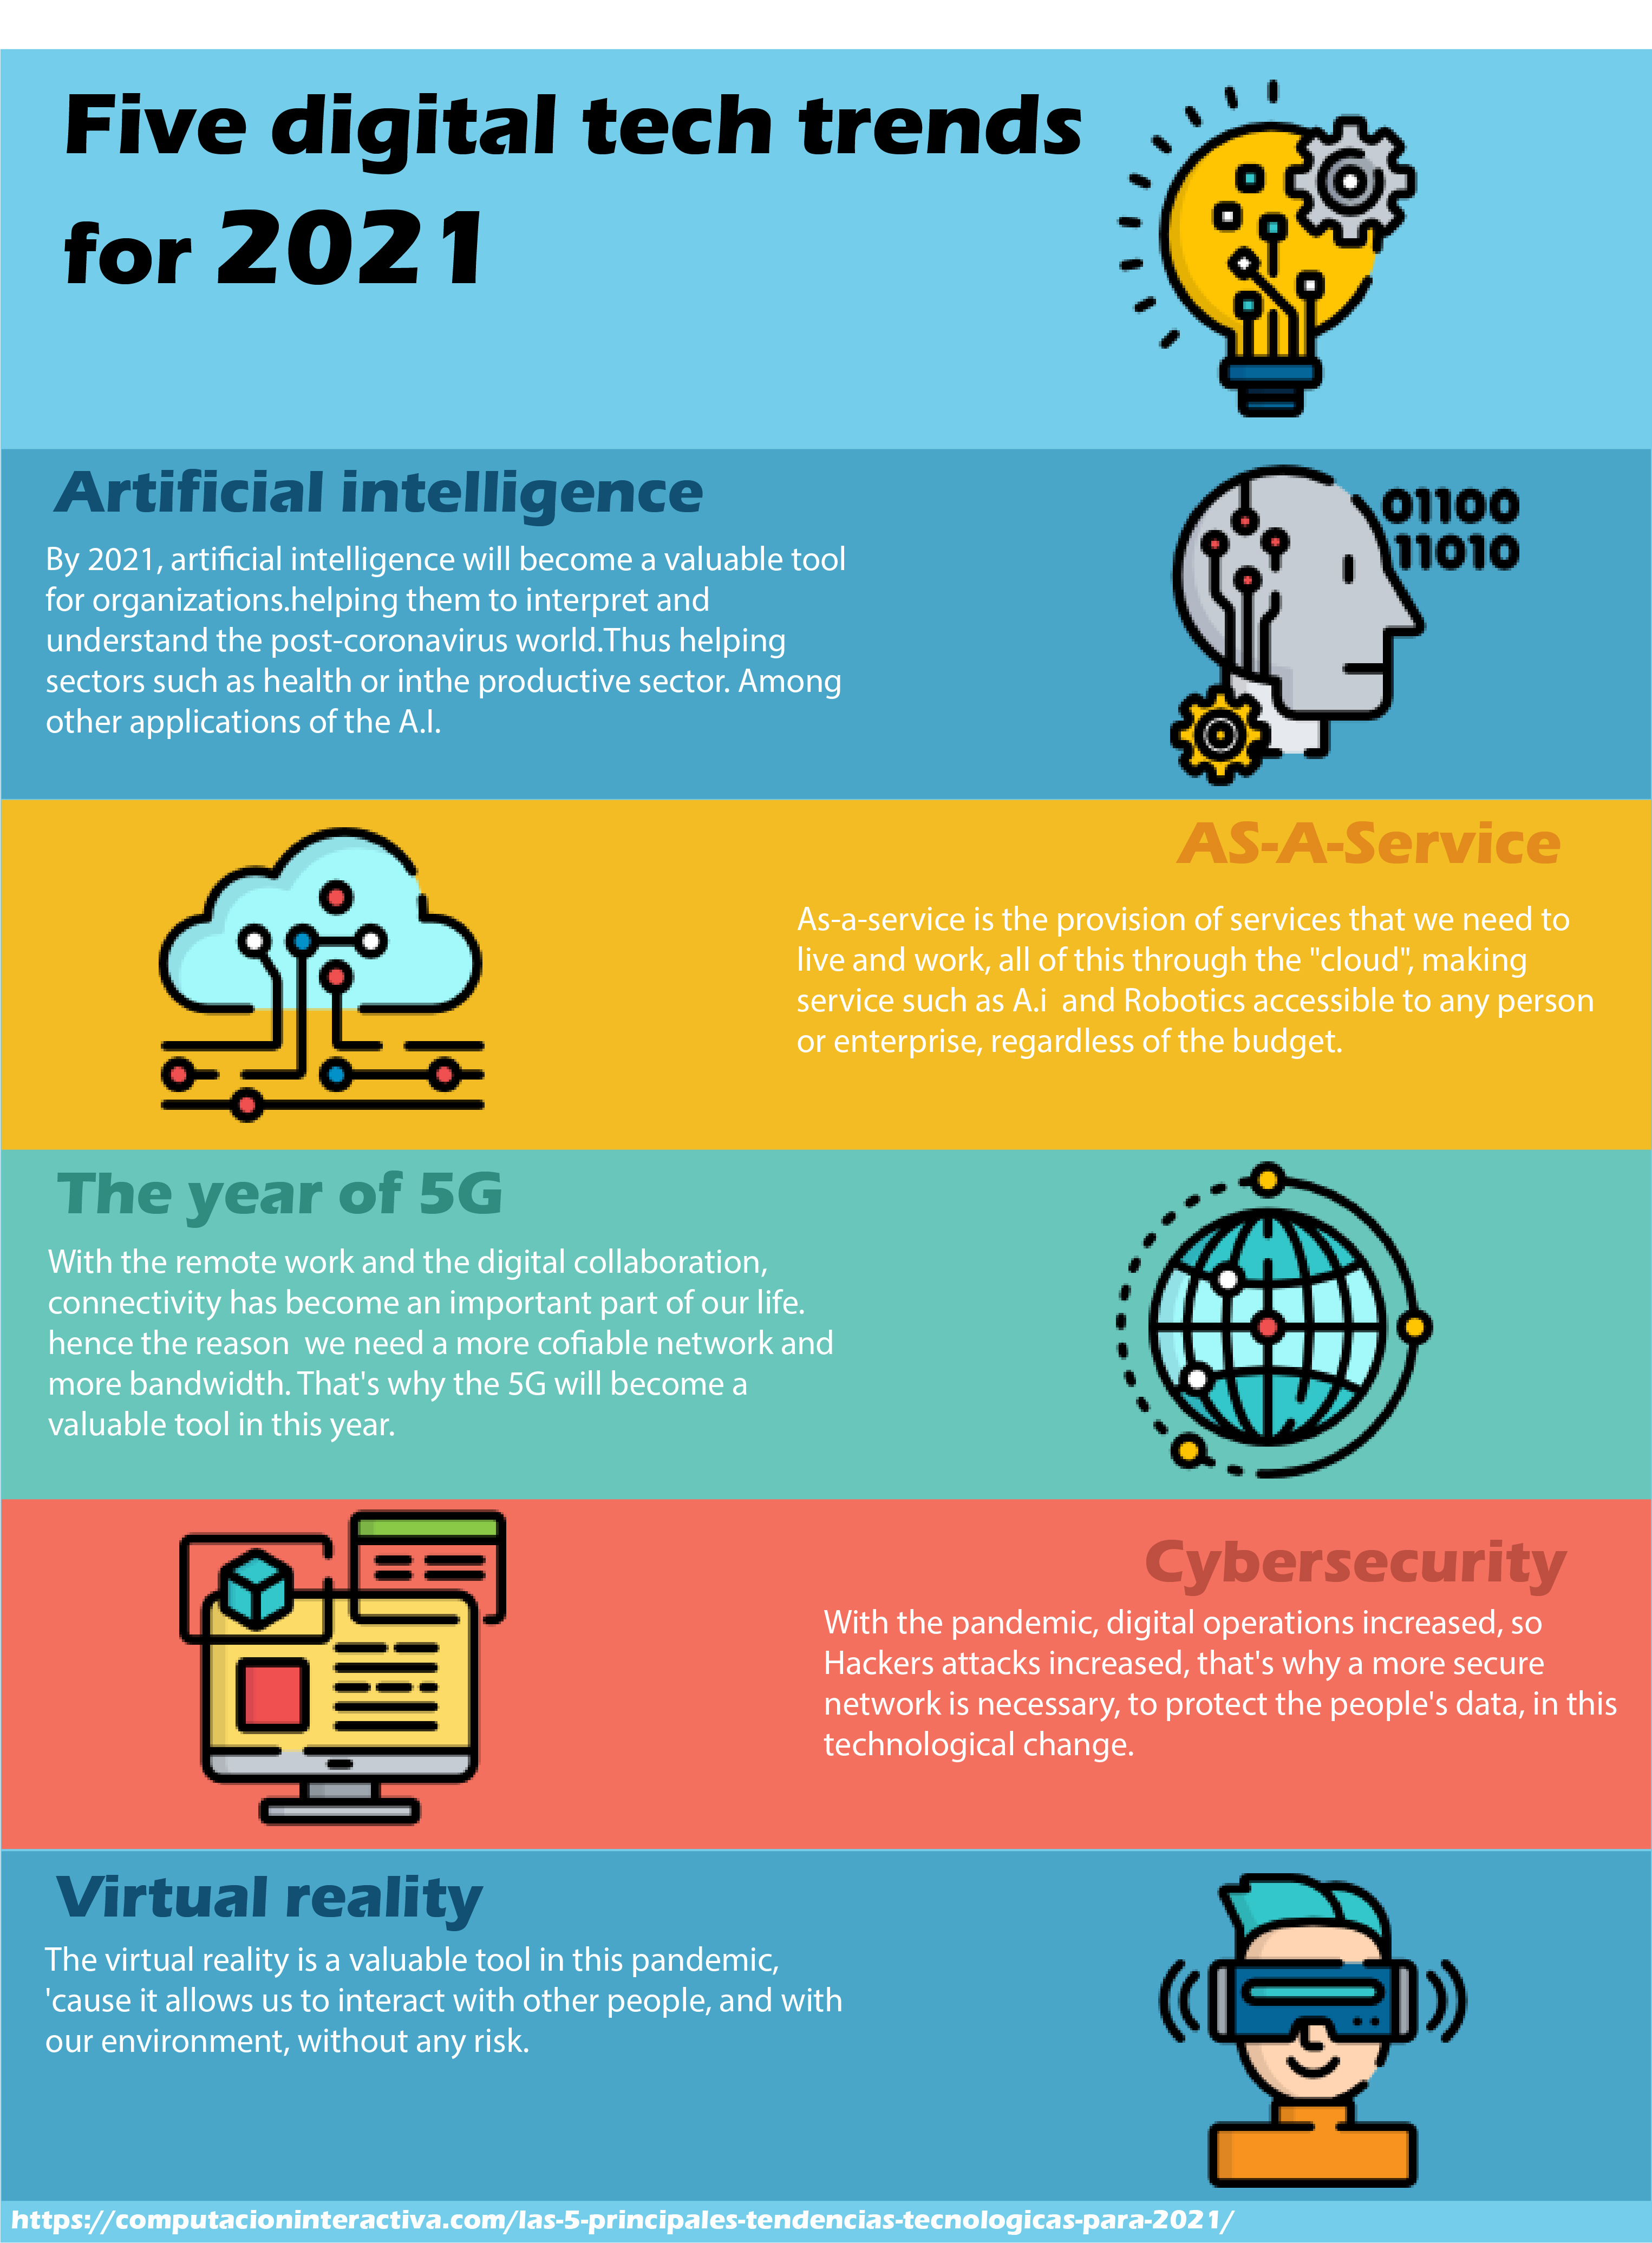 Five digital tech trends
for 2021
Artificial intelligence
By 2021, artificial intelligence will become a valuable tool
for organizations.helping them to interpret and
understand the post-coronavirus world.Thus helping
sectors such as health or inthe productive sector. Among
other applications of the A.I.
01100
11010
AS-A-Service
As-a-service is the provision of services that we need to
live and work, all of this through the "cloud", making
service such as A.i  and Robotics accessible to any person
or enterprise, regardless of the budget.
The year of 5G
With the remote work and the digital collaboration,
connectivity has become an important part of our life.
hence the reason  we need a more cofiable network and
more bandwidth. That's why the 5G will become a
valuable tool in this year.
Cybersecurity
With the pandemic, digital operations increased, so
Hackers attacks increased, that's why a more secure
network is necessary, to protect the people's data, in this
technological change.
Virtual reality
The virtual reality is a valuable tool in this pandemic,
'cause it allows us to interact with other people, and with
our environment, without any risk.
https://computacioninteractiva.com/las-5-principales-tendencias-tecnologicas-para-2021/